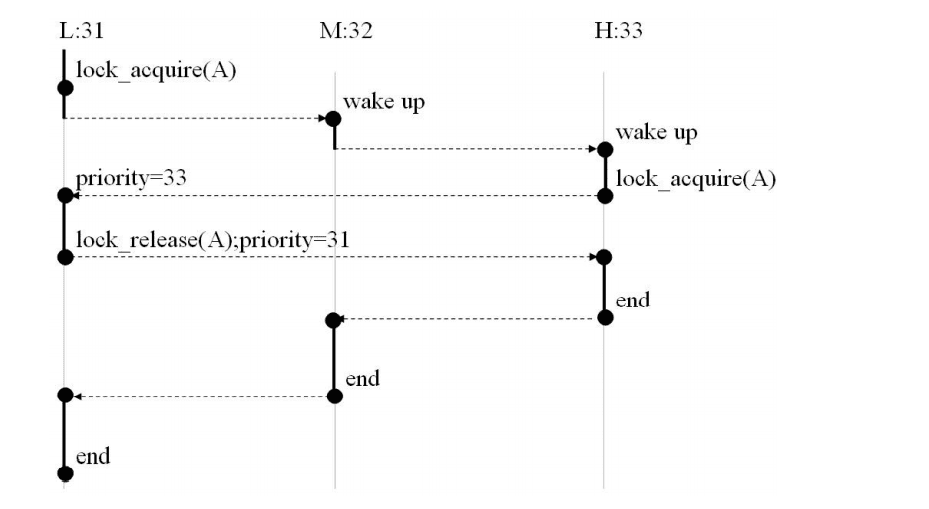 L:31 M:32 H:33
lock_acquire(A)
wake up
wake up
priority=33
lock_acquire(A)
lock_release(A);priority=31
end
end
end